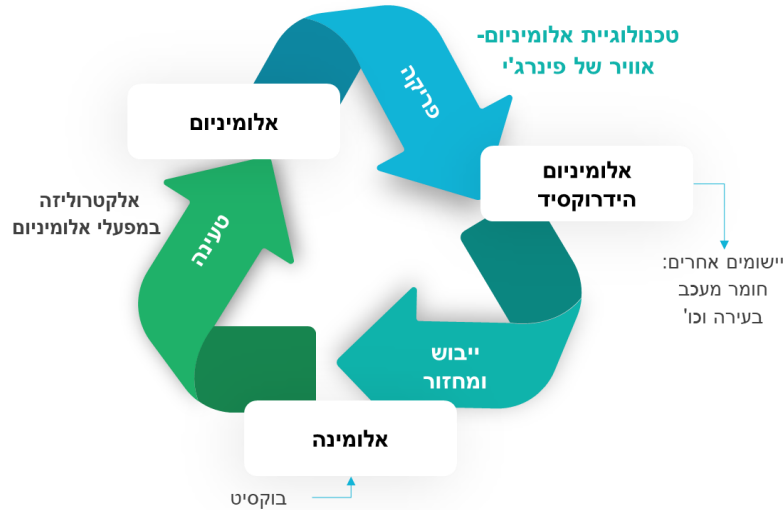 טכנולוגיית אלומיניום-
אוויר של פינרג'י
פריקה
אלומיניום
אלומיניום
הידרוקסיד
אלקטרוליזה
במפעלי אלומיניום
טעינה
יישומים אחרים:
חומר מעכב
בעירה וכו'
ייבוש
ומחזור
אלומינה
בוקסיט